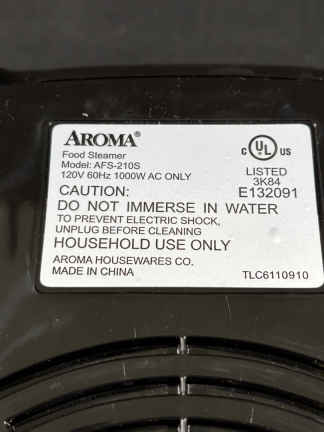 AROMA®
Food Steamer
Model: AFS-210S
120V 60Hz 1000W AC ONLY
C UL US
LISTED
3K84
E132091
CAUTION:
DO NOT IMMERSE IN WATER
TO PREVENT ELECTRIC SHOCK,
UNPLUG BEFORE CLEANING
HOUSEHOLD USE ONLY
AROMA HOUSEWARES CO.
MADE IN CHINA
TLC6110910